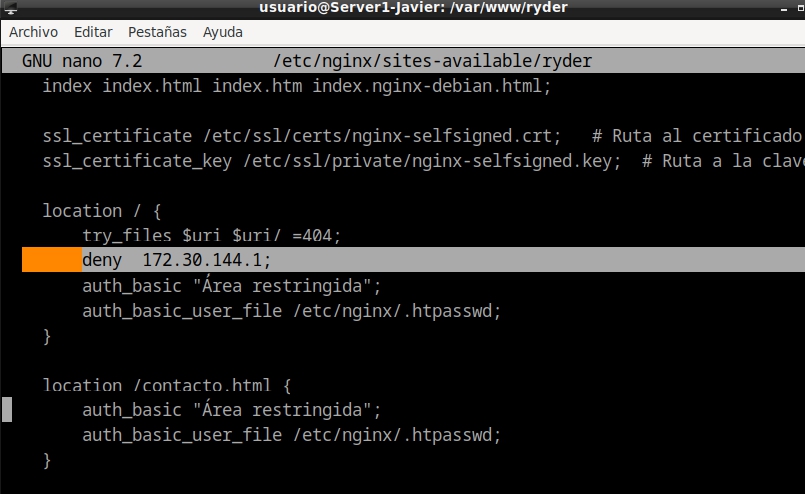 usuario@Server1-Javier: /var/www/ryder
Archivo Editar Pestañas Ayuda
GNU nano 7.2 /etc/nginx/sites-available/ryder
index index.html index.htm index.nginx-debian.html;
ssl_certificate /etc/ssl/certs/nginx-selfsigned.crt; # Ruta al certificado
ssl_certificate_key /etc/ssl/private/nginx-selfsigned.key; # Ruta a la clav
location / {
try_files $uri $uri/ =404;
deny 172.30.144.1;
auth_basic "Área restringida";
auth_basic_user_file /etc/nginx/.htpasswd;
}
location /contacto.html {
auth_basic "Área restringida";
auth_basic_user_file /etc/nginx/.htpasswd;
}